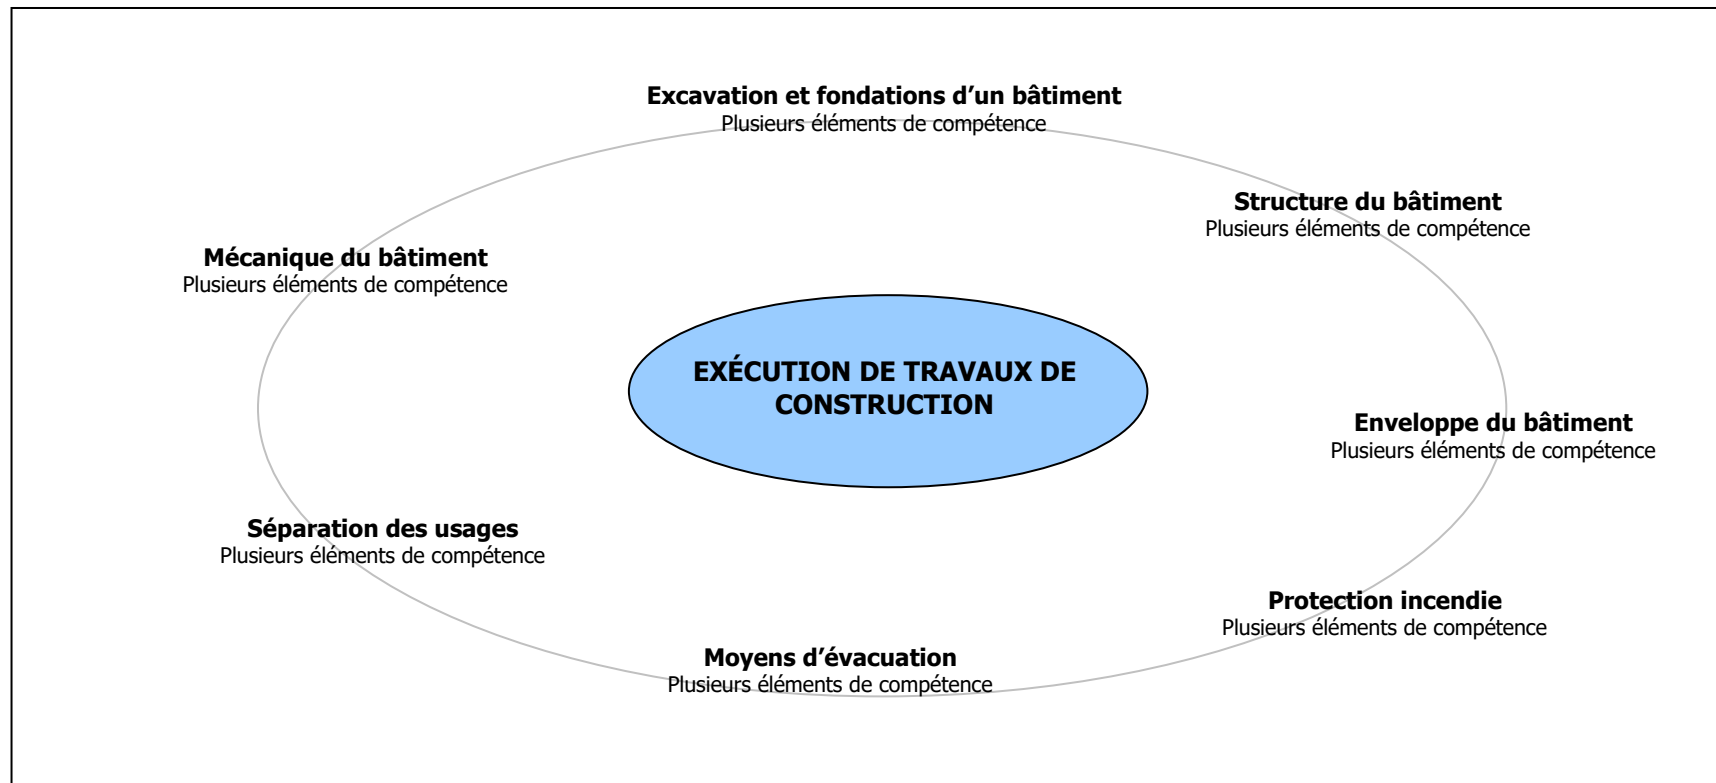 Excavation et fondations d’un bâtiment
Plusieurs éléments de compétence
Structure du bâtiment
Plusieurs éléments de compétence
Mécanique du bâtiment
Plusieurs éléments de compétence
EXÉCUTION DE TRAVAUX DE
CONSTRUCTION
Enveloppe du bâtiment
Plusieurs éléments de compétence
Séparation des usages
Plusieurs éléments de compétence
Protection incendie
Plusieurs éléments de compétence
Moyens d’évacuation
Plusieurs éléments de compétence